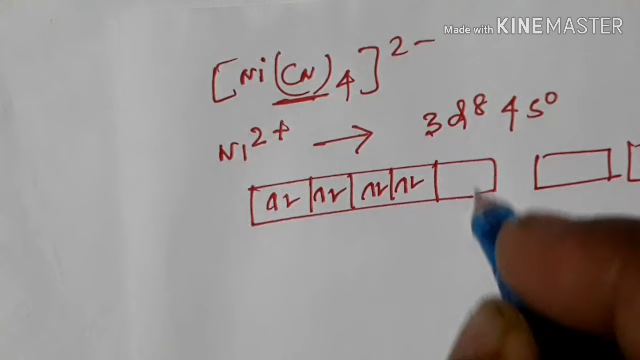 Made with KINEMASTER
[Ni(CN)4]2-
Ni2+ → 3d8 4s0